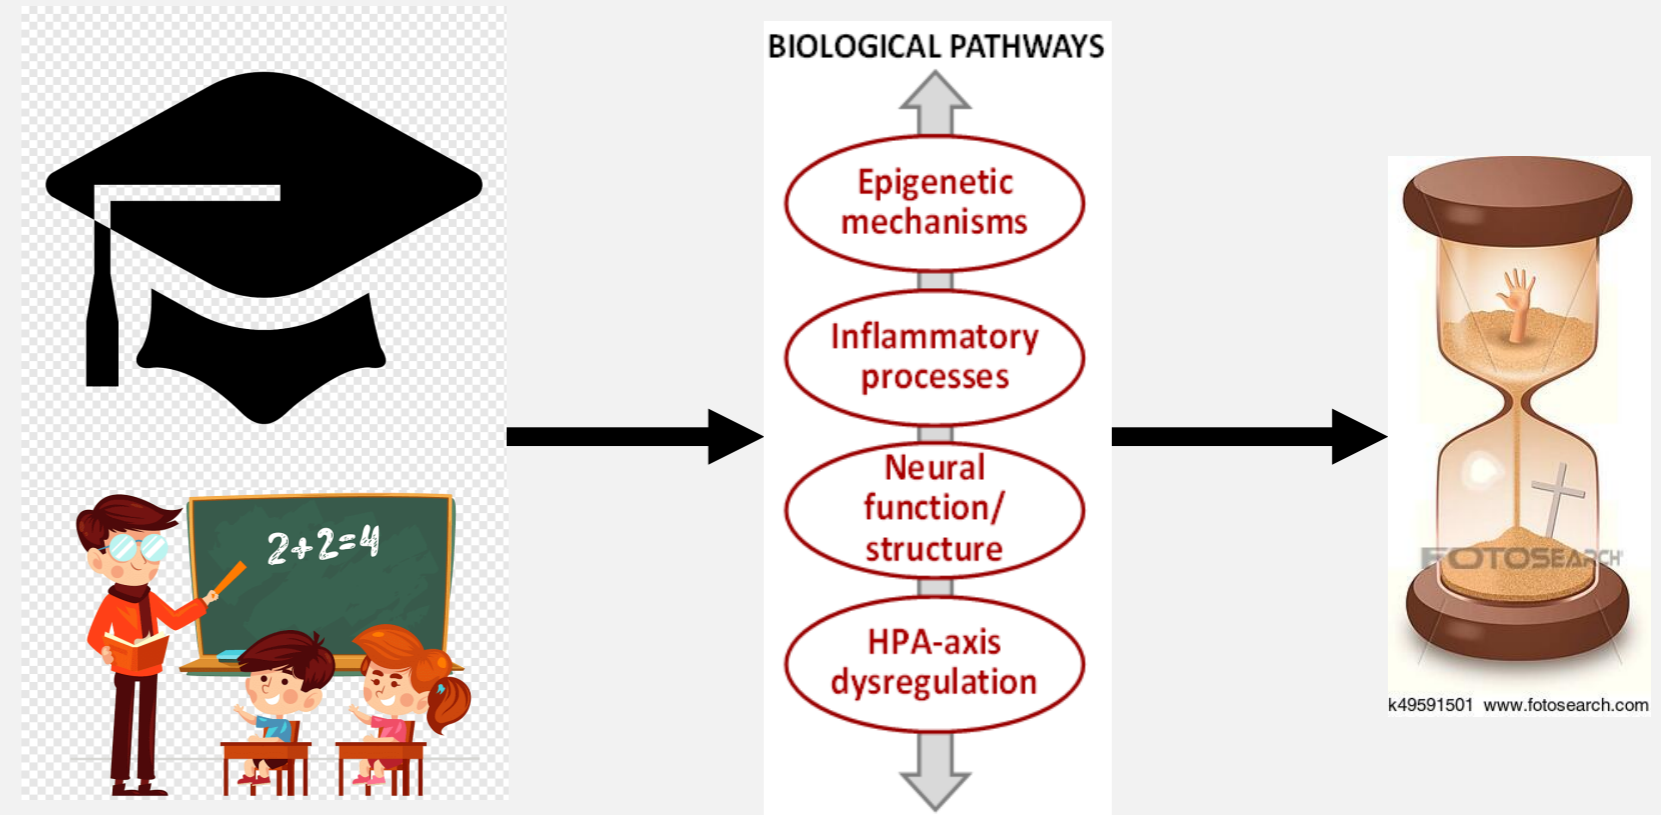 2+2=4
BIOLOGICAL PATHWAYS
Epigenetic
mechanisms
Inflammatory
processes
Neural
function/
structure
HPA-axis
dysregulation
FOTOSEARCH
k49591501 www.fotosearch.com